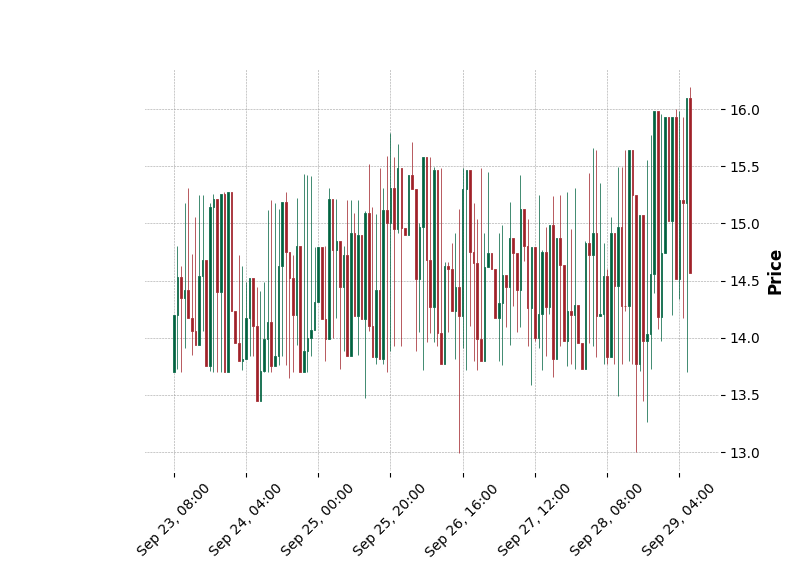 16.0
15.5
15.0
14.5
14.0
13.5
13.0
Price
Sep 23, 08:00
Sep 24, 04:00
Sep 25, 00:00
Sep 25, 20:00
Sep 26, 16:00
Sep 27, 12:00
Sep 28, 08:00
Sep 29, 04:00